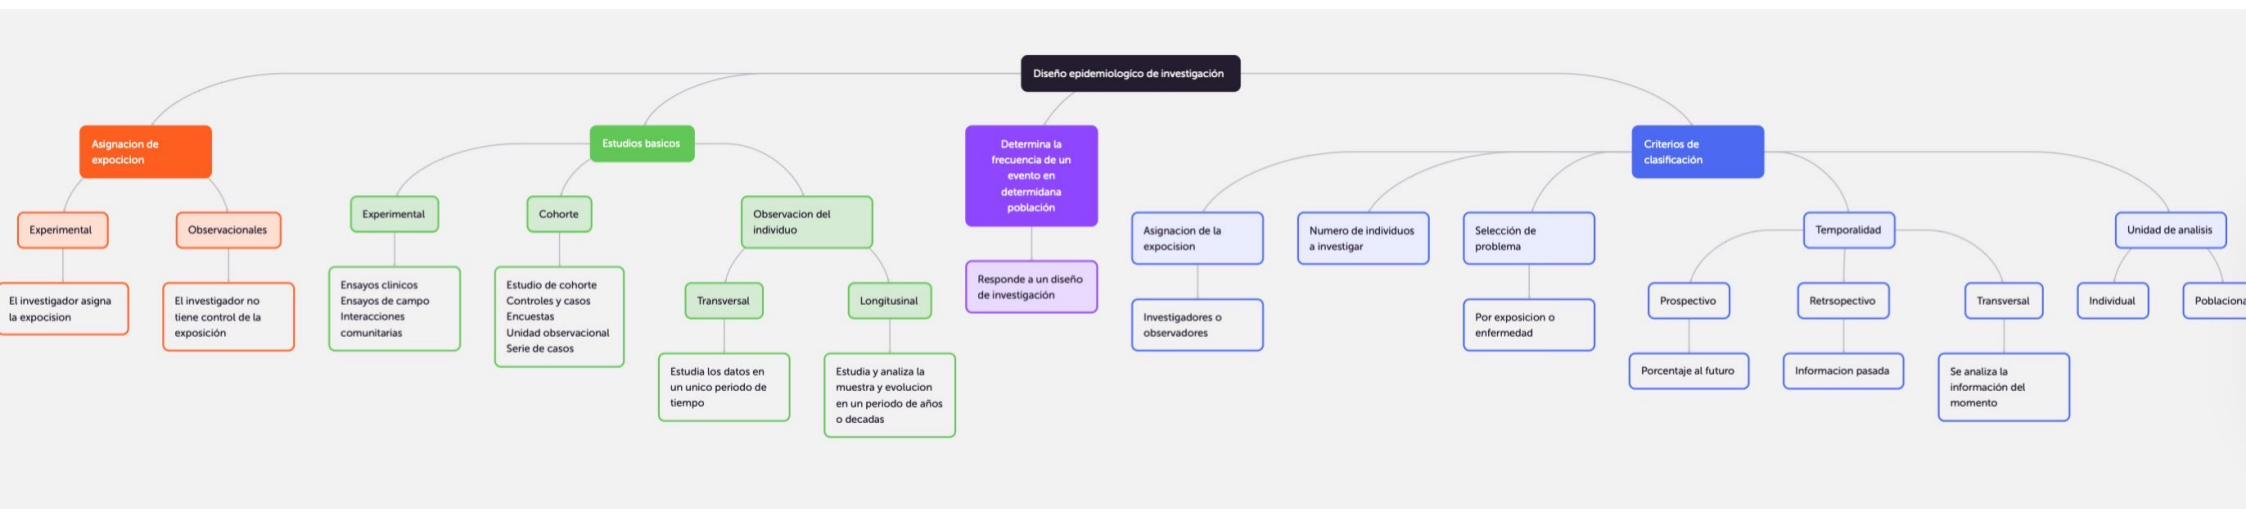 Diseño epidemiologíco de investigación
Asignacion de
expocicion
Experimental
El investigador asigna
la expocision
Observacionales
El investigador no
tiene control de la
exposición
Estudios basicos
Experimental
Ensayos clinicos
Ensayos de campo
Interacciones
comunitarias
Cohorte
Estudio de cohorte
Controles y casos
Encuestas
Unidad observacional
Serie de casos
Observacion del
individuo
Transversal
Estudia los datos en
un unico periodo de
tiempo
Longitusinal
Estudia y analiza la
muestra y evolucion
en un periodo de años
o decadas
Determina la
frecuencia de un
evento en
determidana
población
Responde a un diseño
de investigación
Criterios de
clasificación
Asignacion de la
expocision
Investigadores o
observadores
Numero de individuos
a investigar
Selección de
problema
Por exposicion o
enfermedad
Temporalidad
Prospectivo
Porcentaje al futuro
Retrsopectivo
Informacion pasada
Transversal
Se analiza la
información del
momento
Unidad de analisis
Individual
Poblaciona